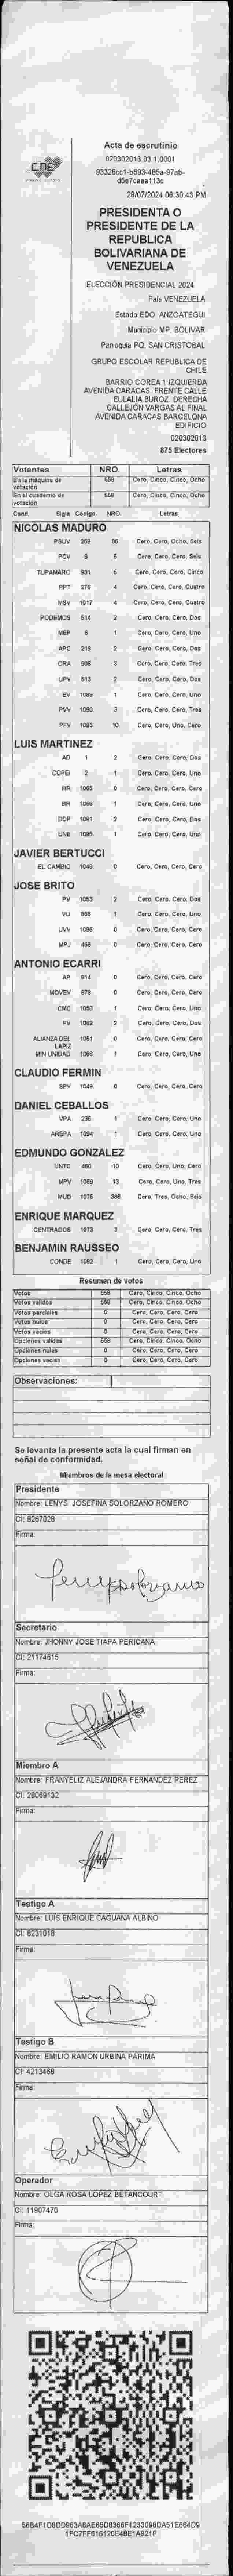 CNE
Acta de escrutinio
020302013.03.1.0001
93328cc1-b693-485a-97ab-
d5e7caea113c
28/07/2024 06:30:43 PM
PRESIDENTA O
PRESIDENTE DE LA
REPUBLICA
BOLIVARIANA DE
VENEZUELA
ELECCIÓN PRESIDENCIAL 2024
País VENEZUELA
Estado EDO. ANZOATEGUI
Municipio MP. BOLIVAR
Parroquia PQ. SAN CRISTOBAL
GRUPO ESCOLAR REPUBLICA DE
CHILE
BARRIO COREA 1 IZQUIERDA
AVENIDA CARACAS. FRENTE CALLE
EULALIA BUROZ. DERECHA
CALLEJÓN VARGAS AL FINAL
AVENIDA CARACAS BARCELONA
EDIFICIO
020302013
875 Electores
Votantes NRO. Letras
En la máquina de votación 558 Cero, Cinco, Cinco, Ocho
En el cuaderno de votación 558 Cero, Cinco, Cinco, Ocho
Cand Sigla Código NRO. Letras
NICOLAS MADURO
PSUV 269 86 Cero, Cero, Ocho, Seis
PCV 6 6 Cero, Cero, Cero, Seis
TUPAMARO 931 5 Cero, Cero, Cero, Cinco
PPT 276 4 Cero, Cero, Cero, Cuatro
MSV 1017 4 Cero, Cero, Cero, Cuatro
PODEMOS 514 2 Cero, Cero, Cero, Dos
MEP 8 1 Cero, Cero, Cero, Uno
APC 219 2 Cero, Cero, Cero, Dos
ORA 908 3 Cero, Cero, Cero, Tres
UPV 513 2 Cero, Cero, Cero, Dos
EV 1089 1 Cero, Cero, Cero, Uno
PVV 1090 3 Cero, Cero, Cero, Tres
PFV 1083 10 Cero, Cero, Uno, Cero
LUIS MARTINEZ
AD 1 2 Cero, Cero, Cero, Dos
COPEI 2 1 Cero, Cero, Cero, Uno
MR 1065 0 Cero, Cero, Cero, Cero
BR 1066 1 Cero, Cero, Cero, Uno
DDP 1091 2 Cero, Cero, Cero, Dos
UNE 1095 1 Cero, Cero, Cero, Uno
JAVIER BERTUCCI
EL CAMBIO 1048 0 Cero, Cero, Cero, Cero
JOSE BRITO
PV 1053 2 Cero, Cero, Cero, Dos
VU 968 1 Cero, Cero, Cero, Uno
UVV 1096 0 Cero, Cero, Cero, Cero
MPJ 458 0 Cero, Cero, Cero, Cero
ANTONIO ECARRI
AP 914 0 Cero, Cero, Cero, Cero
MOVEV 679 0 Cero, Cero, Cero, Cero
CMC 1050 1 Cero, Cero, Cero, Uno
FV 1082 2 Cero, Cero, Cero, Dos
ALIANZA DEL LAPIZ 1051 0 Cero, Cero, Cero, Cero
MIN UNIDAD 1068 1 Cero, Cero, Cero, Uno
CLAUDIO FERMIN
SPV 1049 0 Cero, Cero, Cero, Cero
DANIEL CEBALLOS
VPA 236 1 Cero, Cero, Cero, Uno
AREPA 1094 1 Cero, Cero, Cero, Uno
EDMUNDO GONZALEZ
UNTC 460 10 Cero, Cero, Uno, Cero
MPV 1069 13 Cero, Cero, Uno, Tres
MUD 1075 386 Cero, Tres, Ocho, Seis
ENRIQUE MARQUEZ
CENTRADOS 1073 3 Cero, Cero, Cero, Tres
BENJAMIN RAUSSEO
CONDE 1092 1 Cero, Cero, Cero, Uno
Resumen de votos
Votos 558 Cero, Cinco, Cinco, Ocho
Votos validos 558 Cero, Cinco, Cinco, Ocho
Votos parciales 0 Cero, Cero, Cero, Cero
Votos nulos 0 Cero, Cero, Cero, Cero
Votos vacios 0 Cero, Cero, Cero, Cero
Opciones validas 558 Cero, Cinco, Cinco, Ocho
Opciones nulas 0 Cero, Cero, Cero, Cero
Opciones vacias 0 Cero, Cero, Cero, Cero
Observaciones:
Se levanta la presente acta la cual firman en
señal de conformidad.
Miembros de la mesa electoral
Presidente
Nombre: LENYS JOSEFINA SOLORZANO ROMERO
CI: 8267028
Firma:
Secretario
Nombre: JHONNY JOSE TIAPA PERICANA
CI: 21174615
Firma:
Miembro A
Nombre: FRANYELIZ ALEJANDRA FERNANDEZ PEREZ
CI: 28069132
Firma:
Testigo A
Nombre: LUIS ENRIQUE CAGUANA ALBINO
CI: 8231018
Firma:
Testigo B
Nombre: EMILIO RAMON URBINA PARIMA
CI: 4213468
Firma:
Operador
Nombre: OLGA ROSA LOPEZ BETANCOURT
CI: 11907470
Firma: